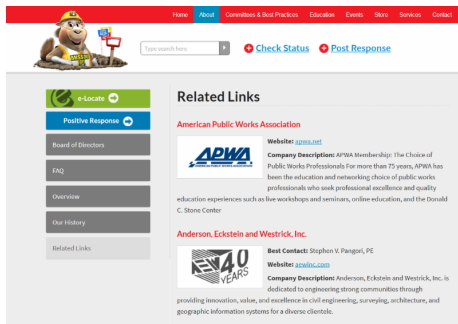 Home About Committees & Best Practices Education Events Store Services Contact
Type search here
Check Status Post Response
e-Locate
Positive Response
Board of Directors
FAQ
Overview
Our History
Related Links
Related Links
American Public Works Association
APWA
Website: apwa.net
Company Description: APWA Membership: The Choice of
Public Works Professionals For more than 75 years, APWA has
been the education and networking choice of public works
professionals who seek professional excellence and quality
education experiences such as live workshops and seminars, online education, and the Donald
C. Stone Center
Anderson, Eckstein and Westrick, Inc.
40
YEARS
Best Contact: Stephen V. Pangori, PE
Website: aewinc.com
Company Description: Anderson, Eckstein and Westrick, Inc. is
dedicated to engineering strong communities through
providing innovation, value, and excellence in civil engineering, surveying, architecture, and
geographic information systems for a diverse clientele.